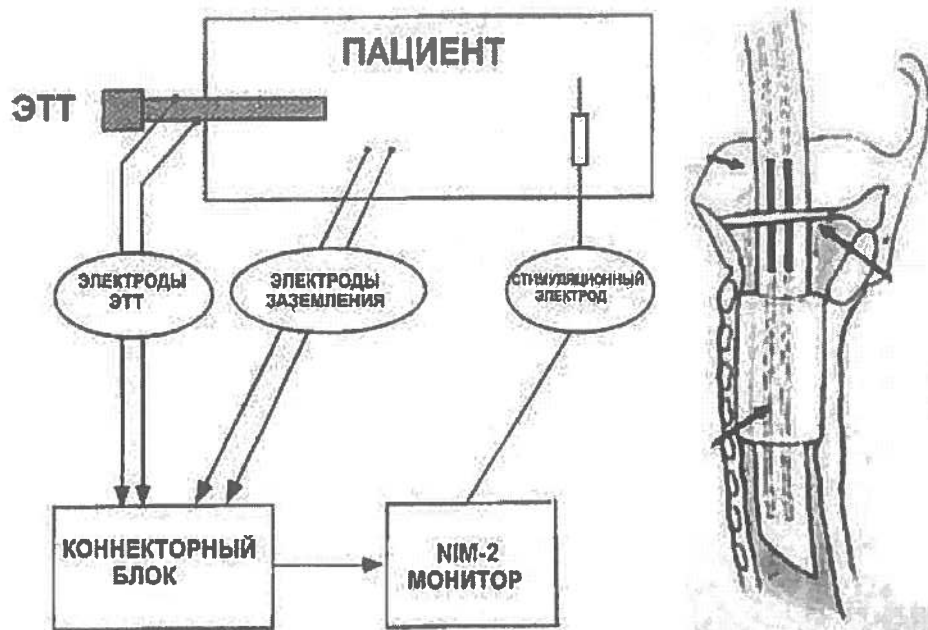 ПАЦИЕНТ
ЭТТ
ЭЛЕКТРОДЫ
ЭТТ
ЭЛЕКТРОДЫ
ЗАЗЕМЛЕНИЯ
СТИМУЛЯЦИОННЫЙ
ЭЛЕКТРОД
КОННЕКТОРНЫЙ
БЛОК
NIM-2
МОНИТОР